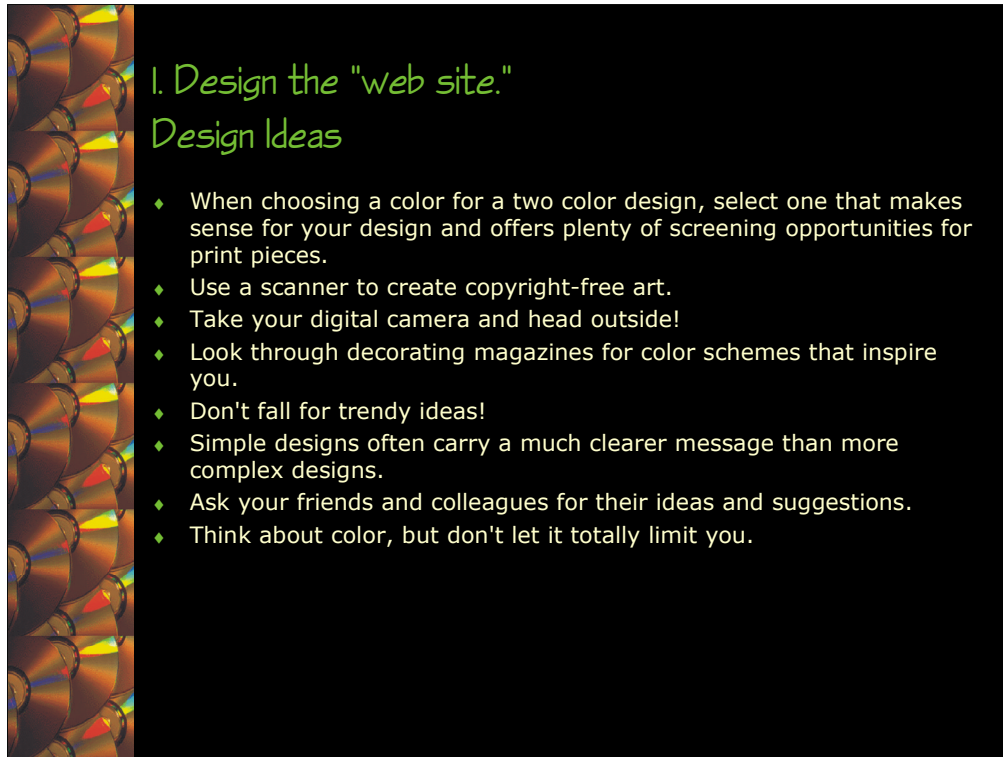 I. Design the "web site."
Design Ideas
♦ When choosing a color for a two color design, select one that makes
sense for your design and offers plenty of screening opportunities for
print pieces.
♦ Use a scanner to create copyright-free art.
♦ Take your digital camera and head outside!
♦ Look through decorating magazines for color schemes that inspire
you.
♦ Don't fall for trendy ideas!
♦ Simple designs often carry a much clearer message than more
complex designs.
♦ Ask your friends and colleagues for their ideas and suggestions.
♦ Think about color, but don't let it totally limit you.